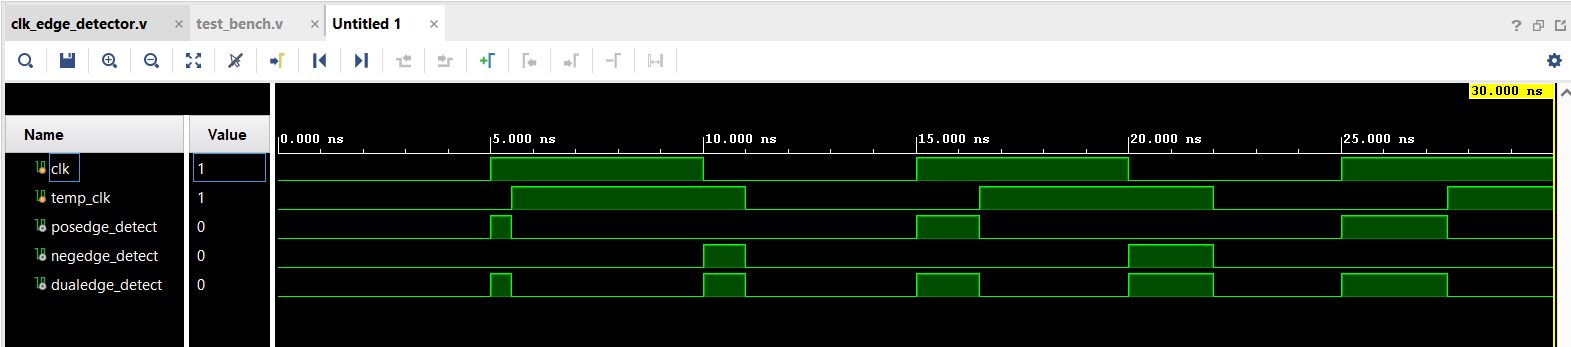 clk_edge_detector.v × test_bench.v × Untitled 1 ×
? 
30.000 ns
Name Value
0.000 ns 5.000 ns 10.000 ns 15.000 ns 20.000 ns 25.000 ns
clk 1
temp_clk 1
posedge_detect 0
negedge_detect 0
dualedge_detect 0